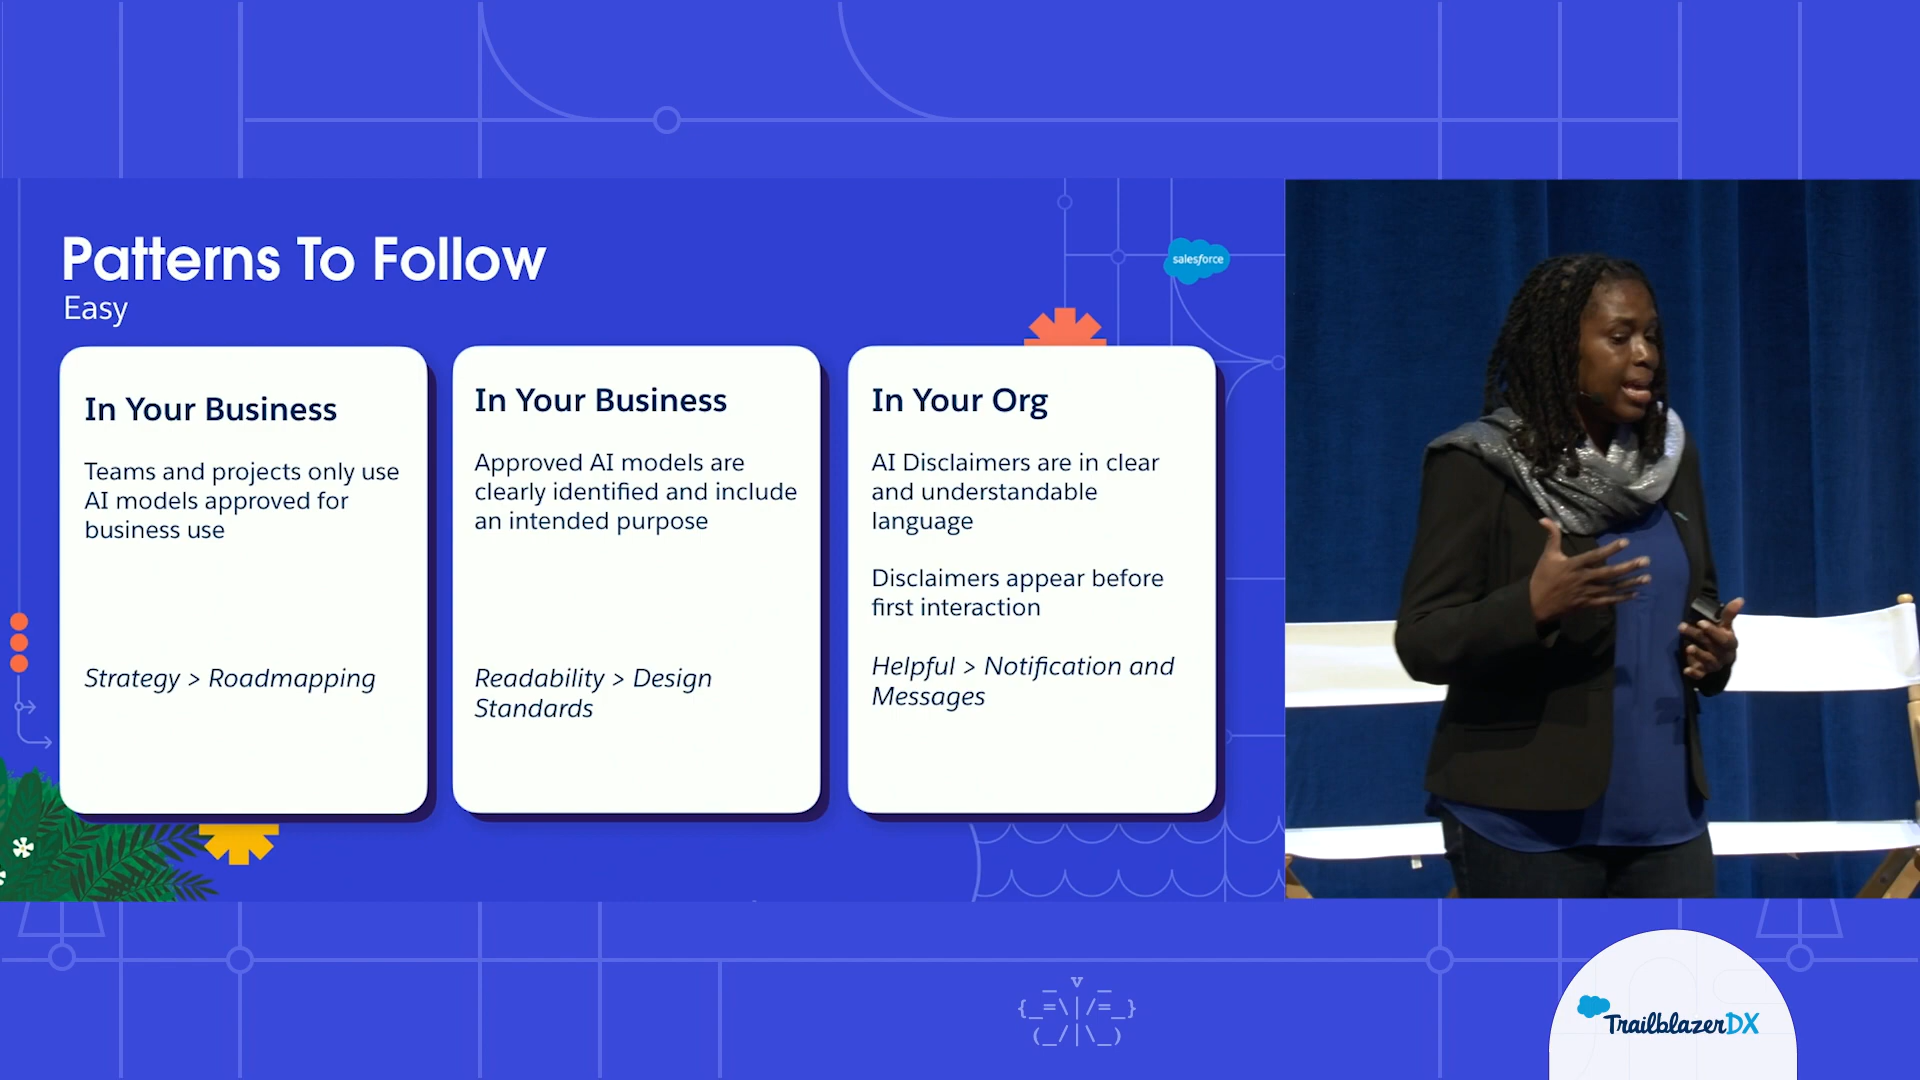 Patterns To Follow
Easy
salesforce
In Your Business
Teams and projects only use
AI models approved for
business use
Strategy > Roadmapping
In Your Business
Approved AI models are
clearly identified and include
an intended purpose
Readability > Design
Standards
In Your Org
AI Disclaimers are in clear
and understandable
language
Disclaimers appear before
first interaction
Helpful > Notification and
Messages
TrailblazerDX